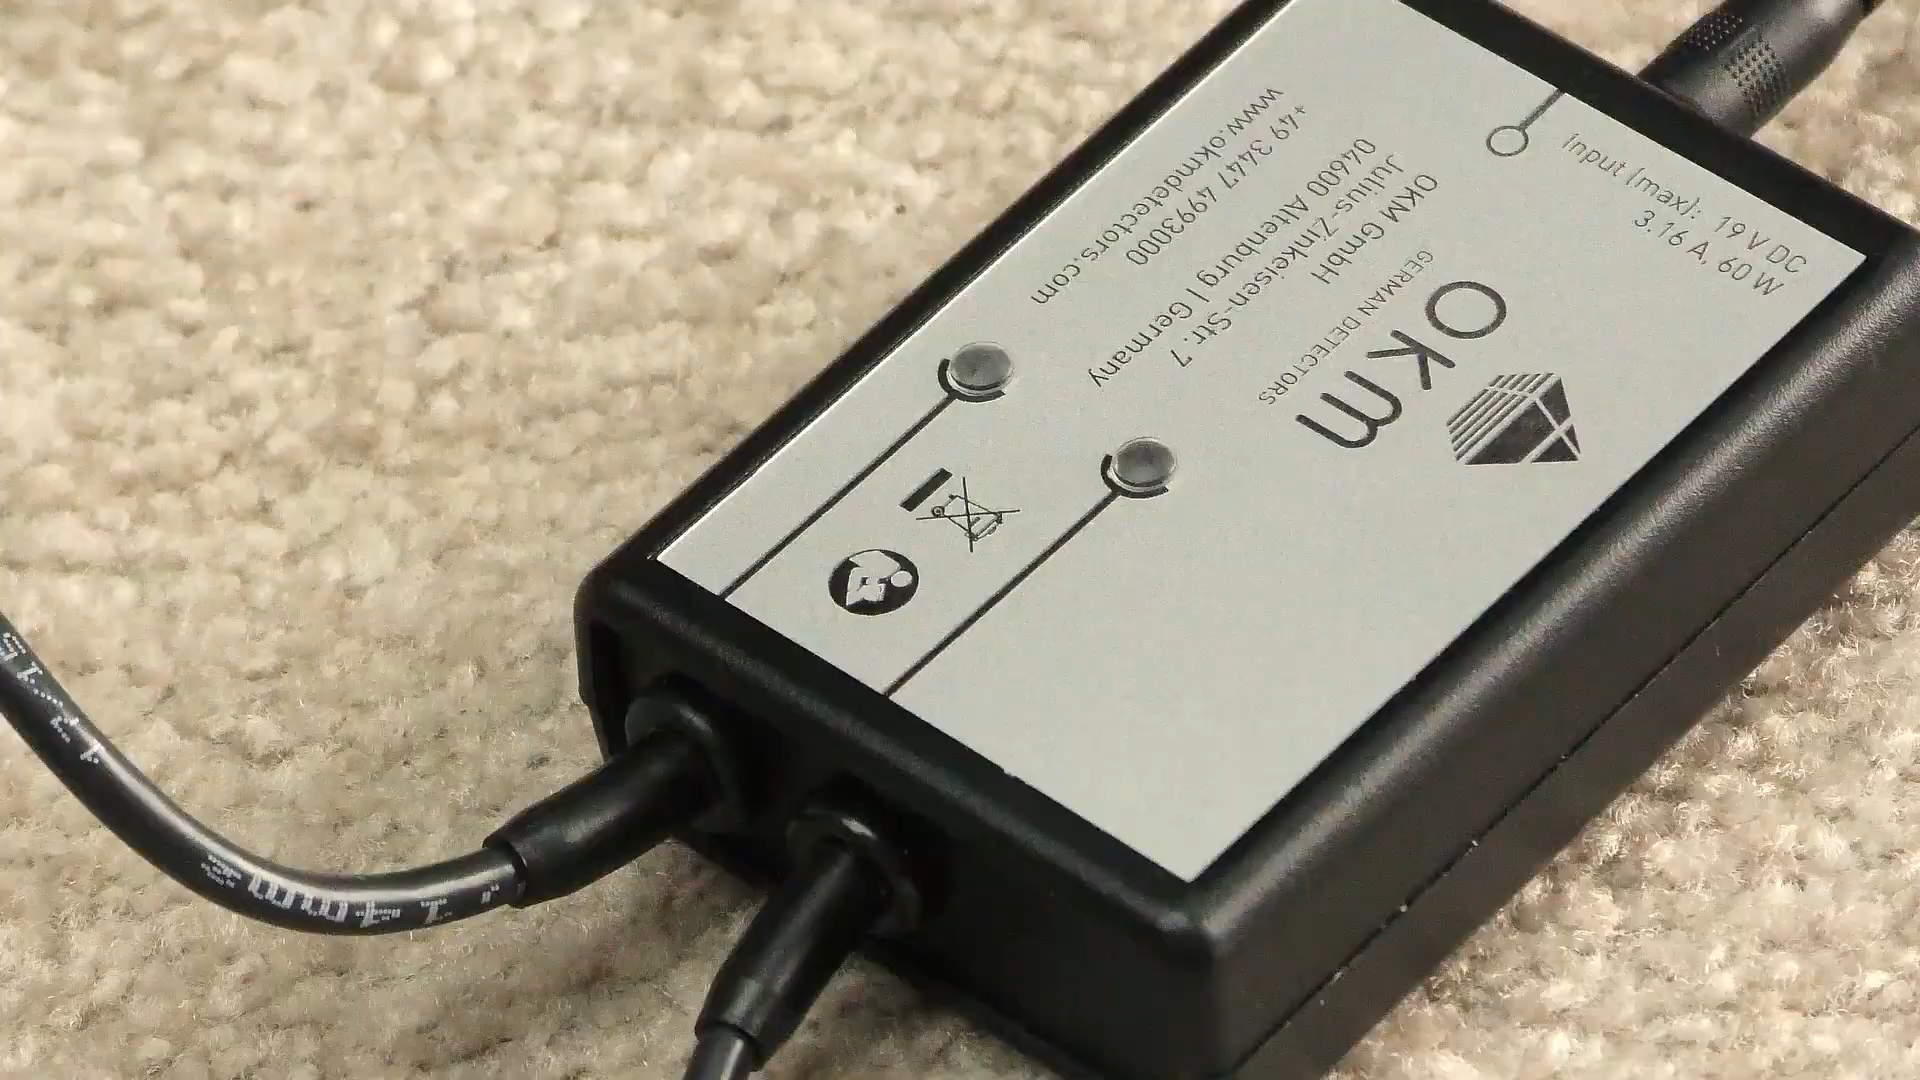 Input (max): 19 V DC
3.16 A, 60 W
OKM
GERMAN DETECTORS
OKM GmbH
Julius-Zinkeisen-Str. 7
04600 Altenburg | Germany
+49 3447 4993000
www.okmdetectors.com